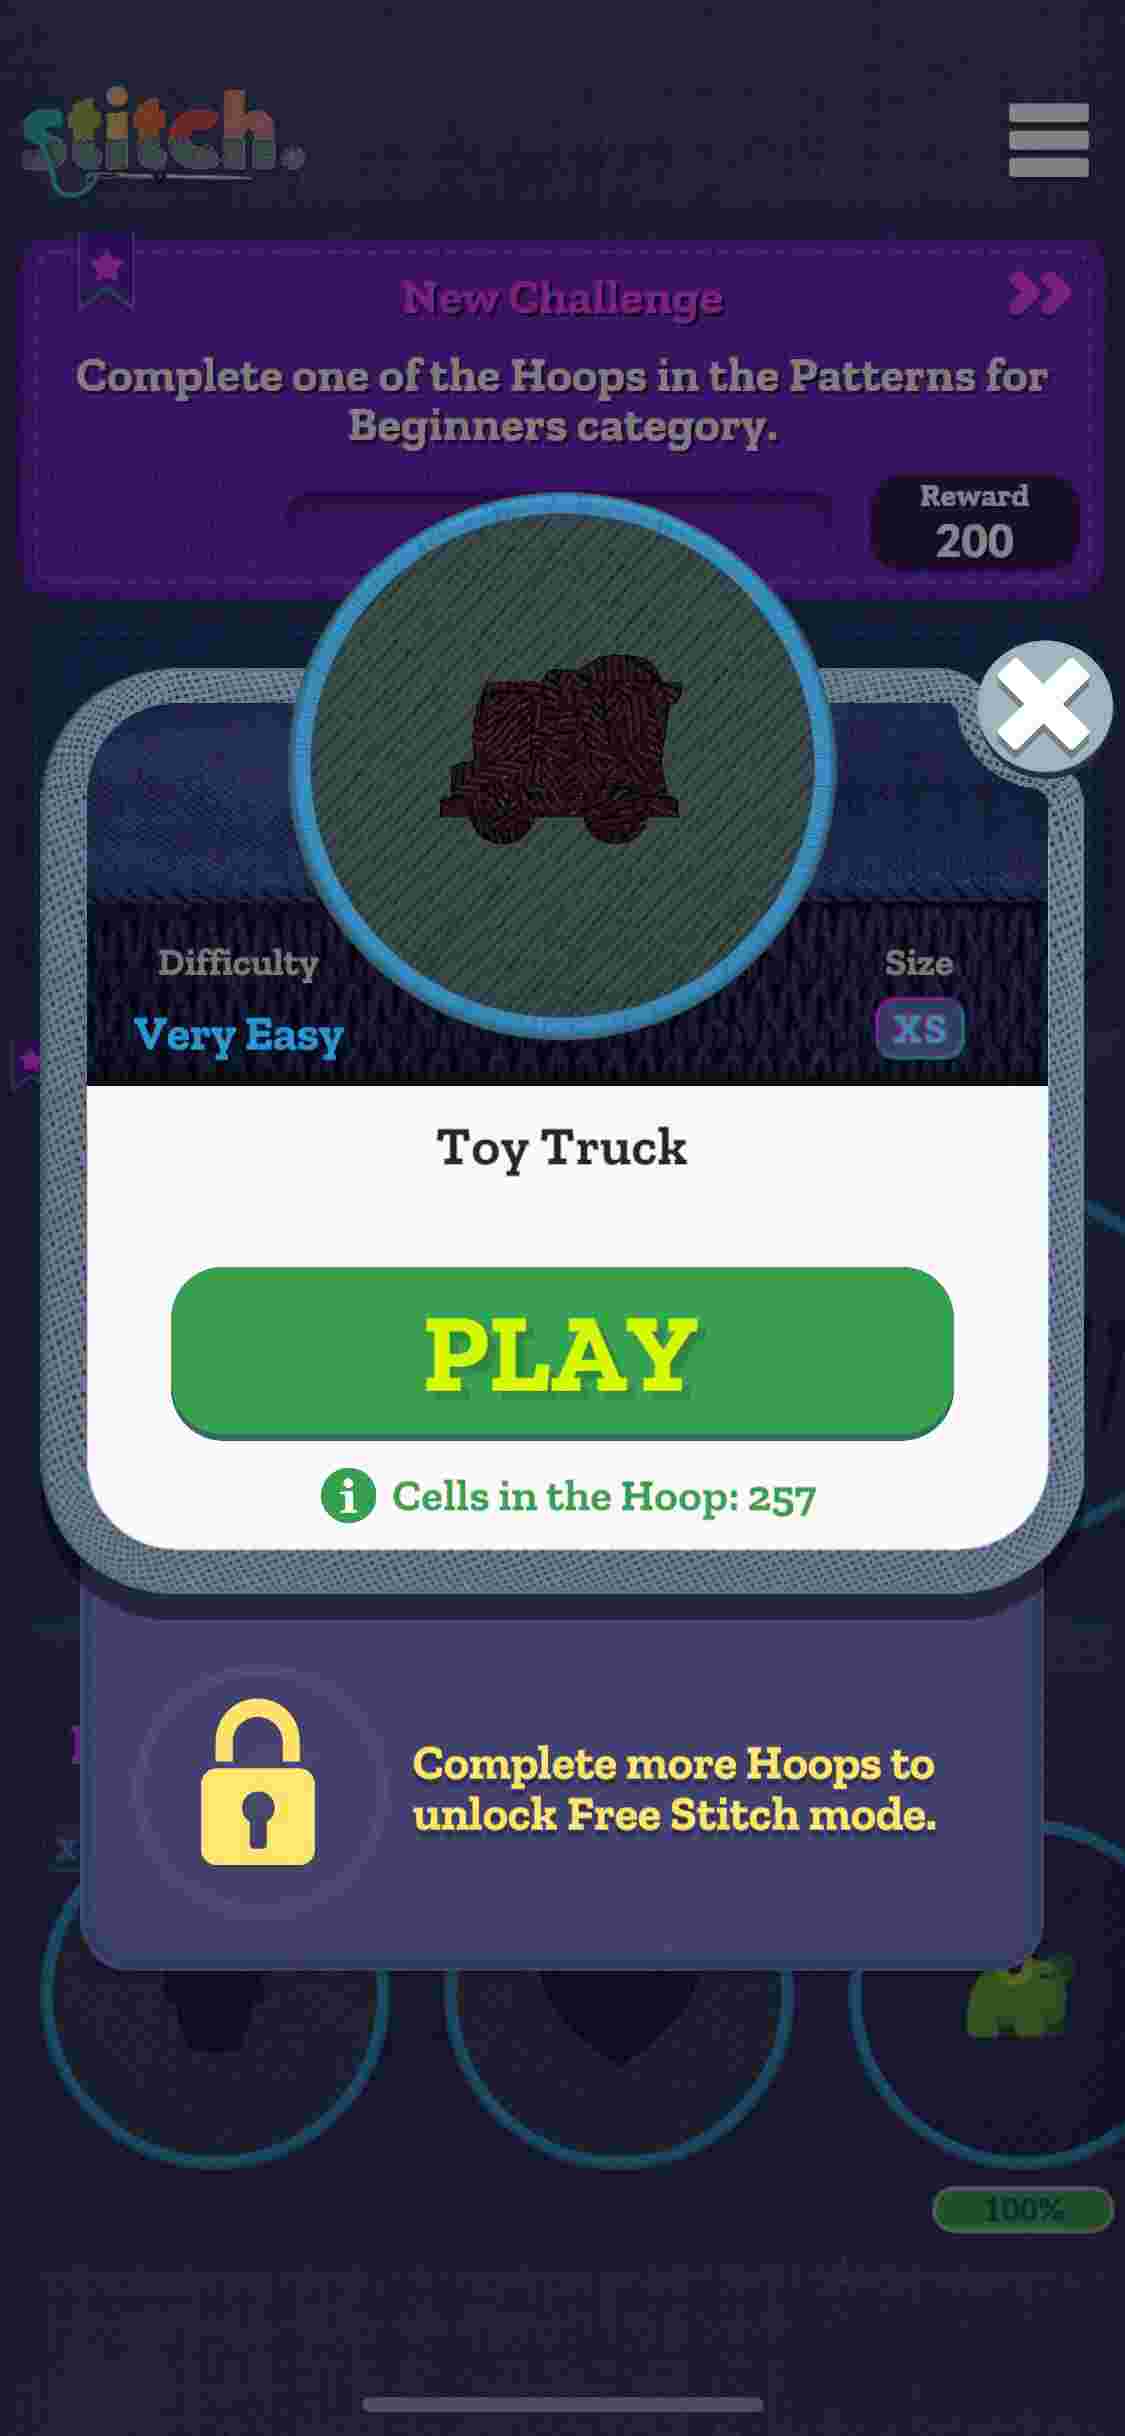 stitch.
New Challenge
Complete one of the Hoops in the Patterns for
Beginners category.
Reward
200
Difficulty
Very Easy
Size
XS
Toy Truck
PLAY
Cells in the Hoop: 257
Complete more Hoops to
unlock Free Stitch mode.
100%